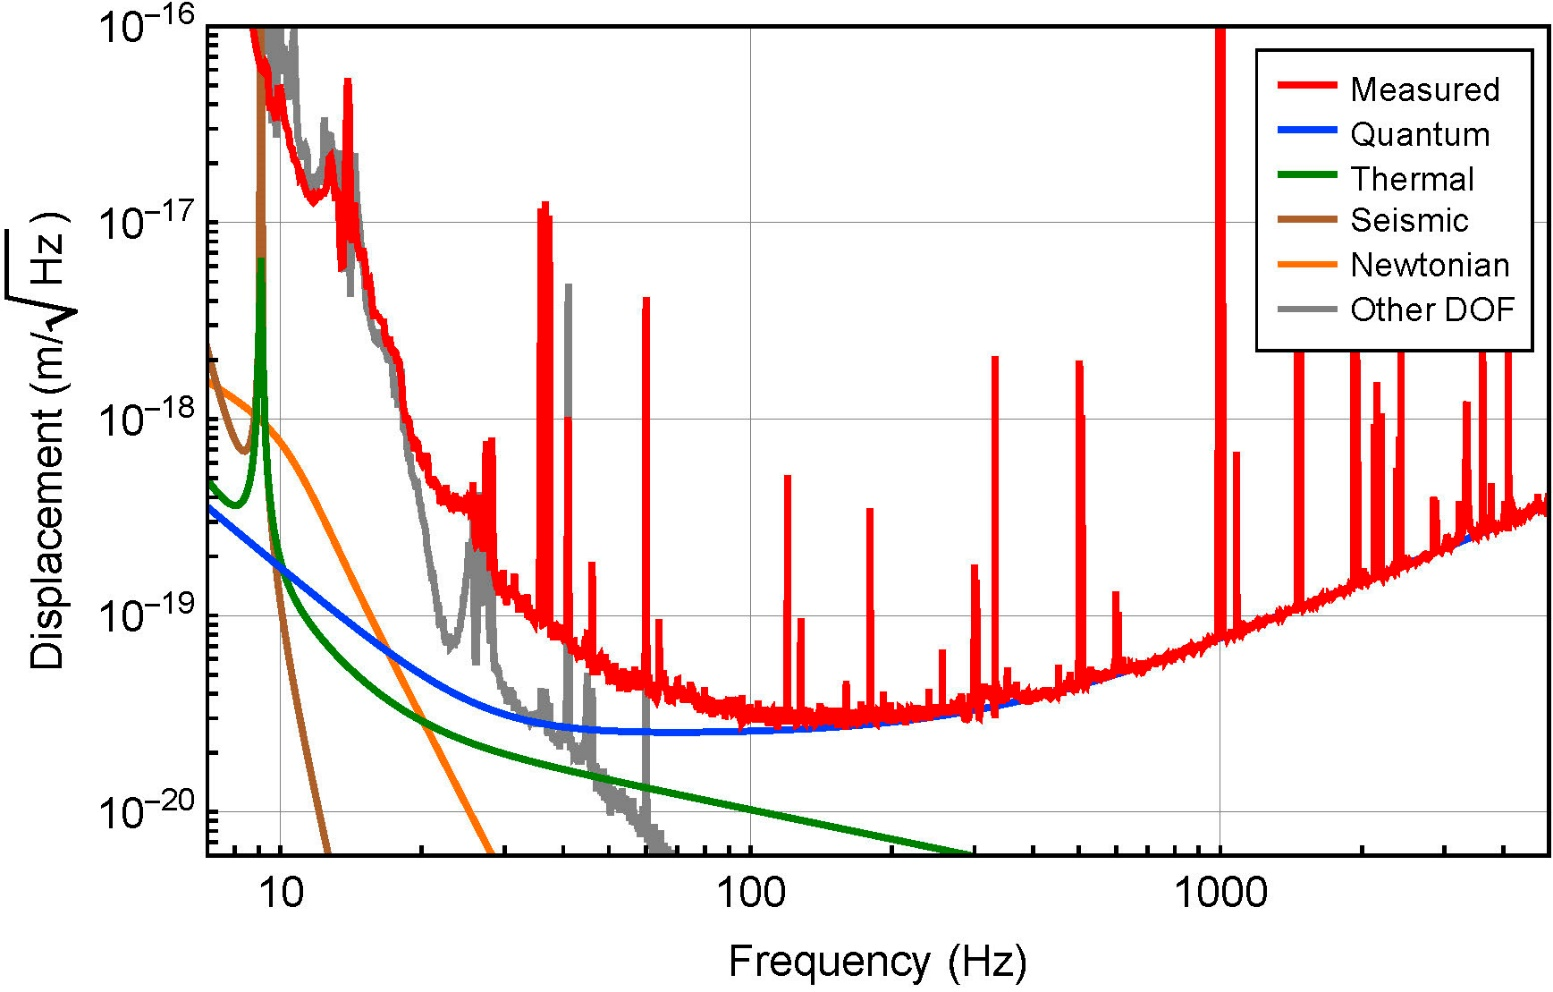 10⁻¹⁶
10⁻¹⁷
10⁻¹⁸
10⁻¹⁹
10⁻²⁰
Displacement (m/√Hz)
Measured
Quantum
Thermal
Seismic
Newtonian
Other DOF
10
100
1000
Frequency (Hz)